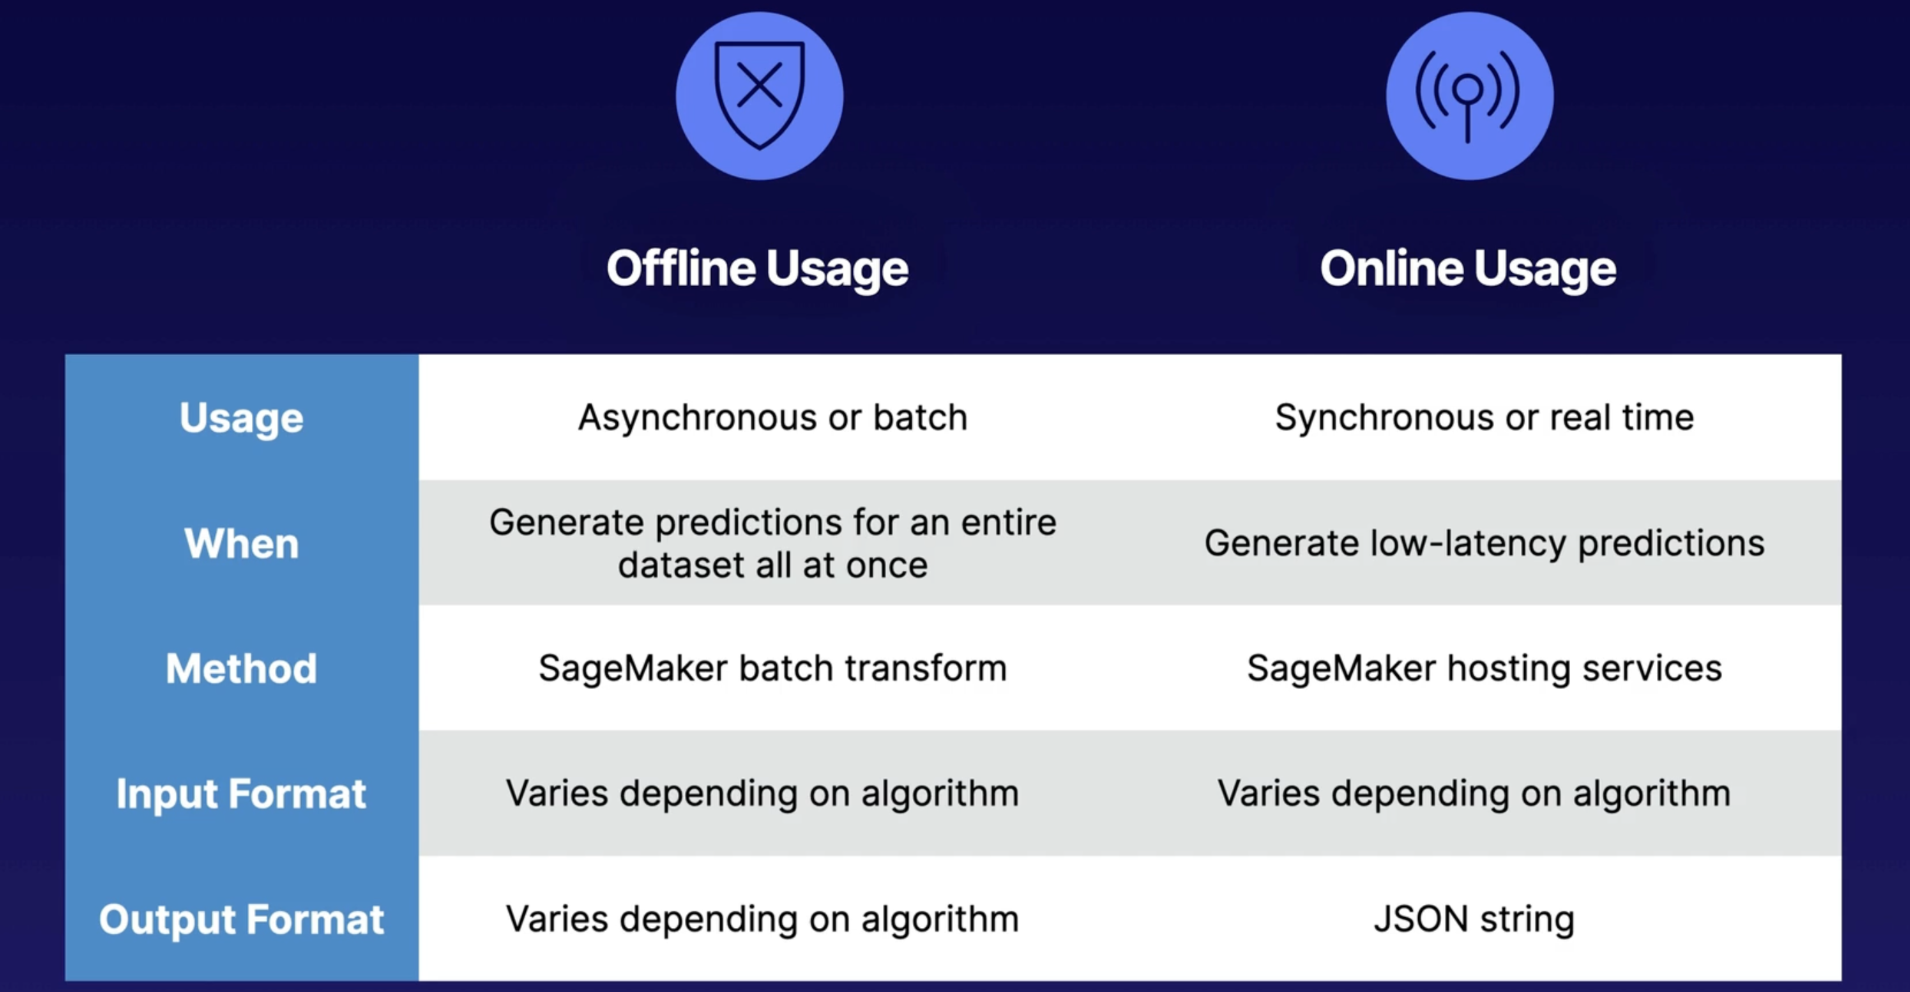 Offline Usage
Online Usage
Usage
Asynchronous or batch
Synchronous or real time
When
Generate predictions for an entire
dataset all at once
Generate low-latency predictions
Method
SageMaker batch transform
SageMaker hosting services
Input Format
Varies depending on algorithm
Varies depending on algorithm
Output Format
Varies depending on algorithm
JSON string